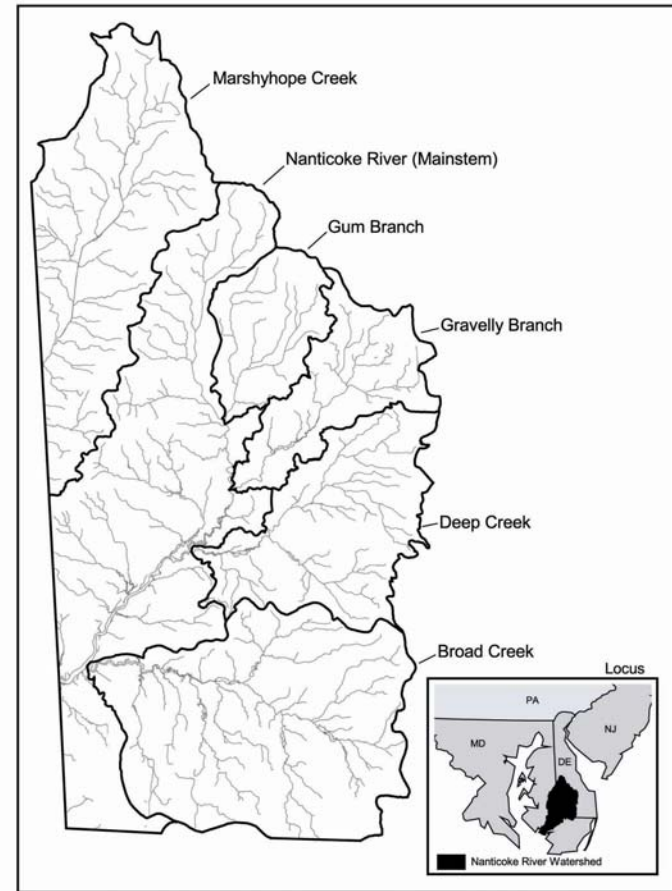 Marshyhope Creek
Nanticoke River (Mainstem)
Gum Branch
Gravelly Branch
Deep Creek
Broad Creek
Locus
PA
MD
NJ
DE
Nanticoke River Watershed